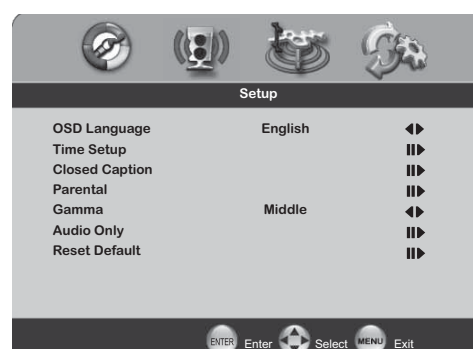 Setup
OSD Language English
Time Setup
Closed Caption
Parental
Gamma Middle
Audio Only
Reset Default
ENTER Enter Select MENU Exit